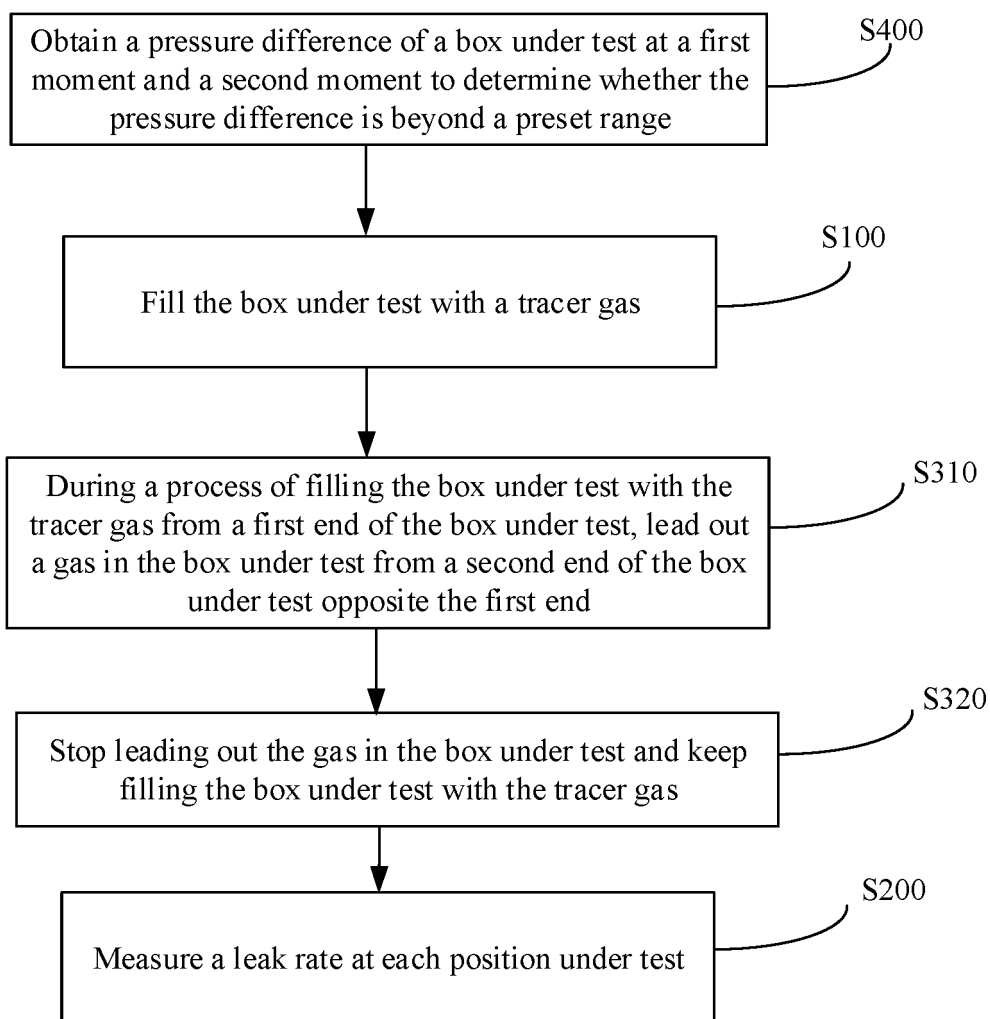 Obtain a pressure difference of a box under test at a first
moment and a second moment to determine whether the
pressure difference is beyond a preset range
S400
Fill the box under test with a tracer gas
S100
During a process of filling the box under test with the
tracer gas from a first end of the box under test, lead out
a gas in the box under test from a second end of the box
under test opposite the first end
S310
Stop leading out the gas in the box under test and keep
filling the box under test with the tracer gas
S320
Measure a leak rate at each position under test
S200